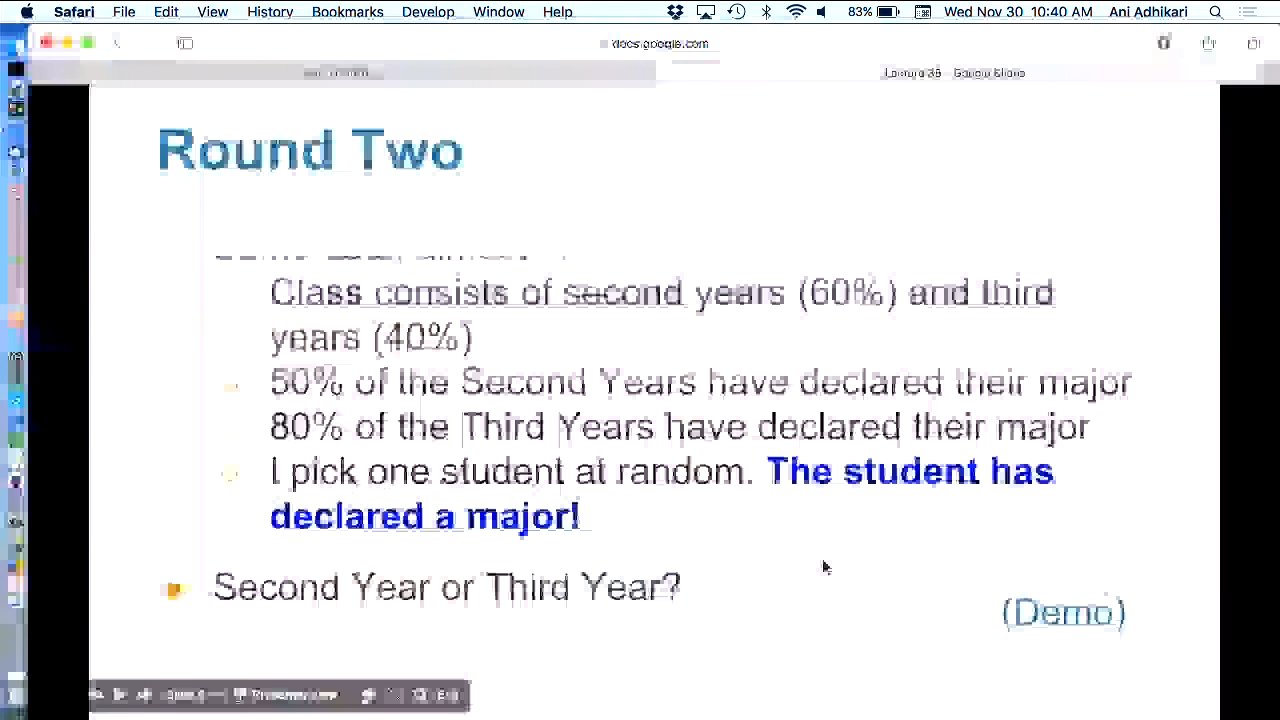 Safari File Edit View History Bookmarks Develop Window Help 83% Wed Nov 30 10:40 AM Ani Adhikari
docs.google.com
Round Two
Class consists of second years (60%) and third
years (40%)
50% of the Second Years have declared their major
80% of the Third Years have declared their major
I pick one student at random. The student has
declared a major!
Second Year or Third Year?
(Demo)